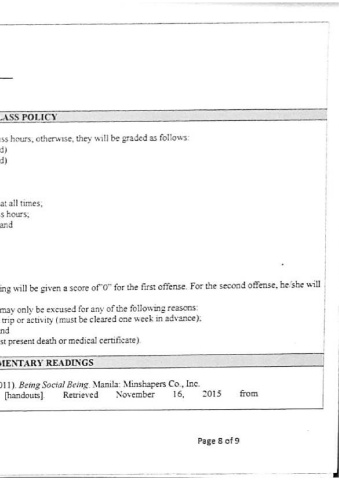 LASS POLICY
ss hours, otherwise, they will be graded as follows:
d)
d)
at all times;
s hours;
and
ing will be given a score of"0" for the first offense. For the second offense, he/she will
may only be excused for any of the following reasons:
trip or activity (must be cleared one week in advance);
nd
st present death or medical certificate)
MENTARY READINGS
011). Being Social Being. Manila: Minshapers Co., Inc.
[handouts] Retrieved November 16, 2015 from
Page 8 of 9